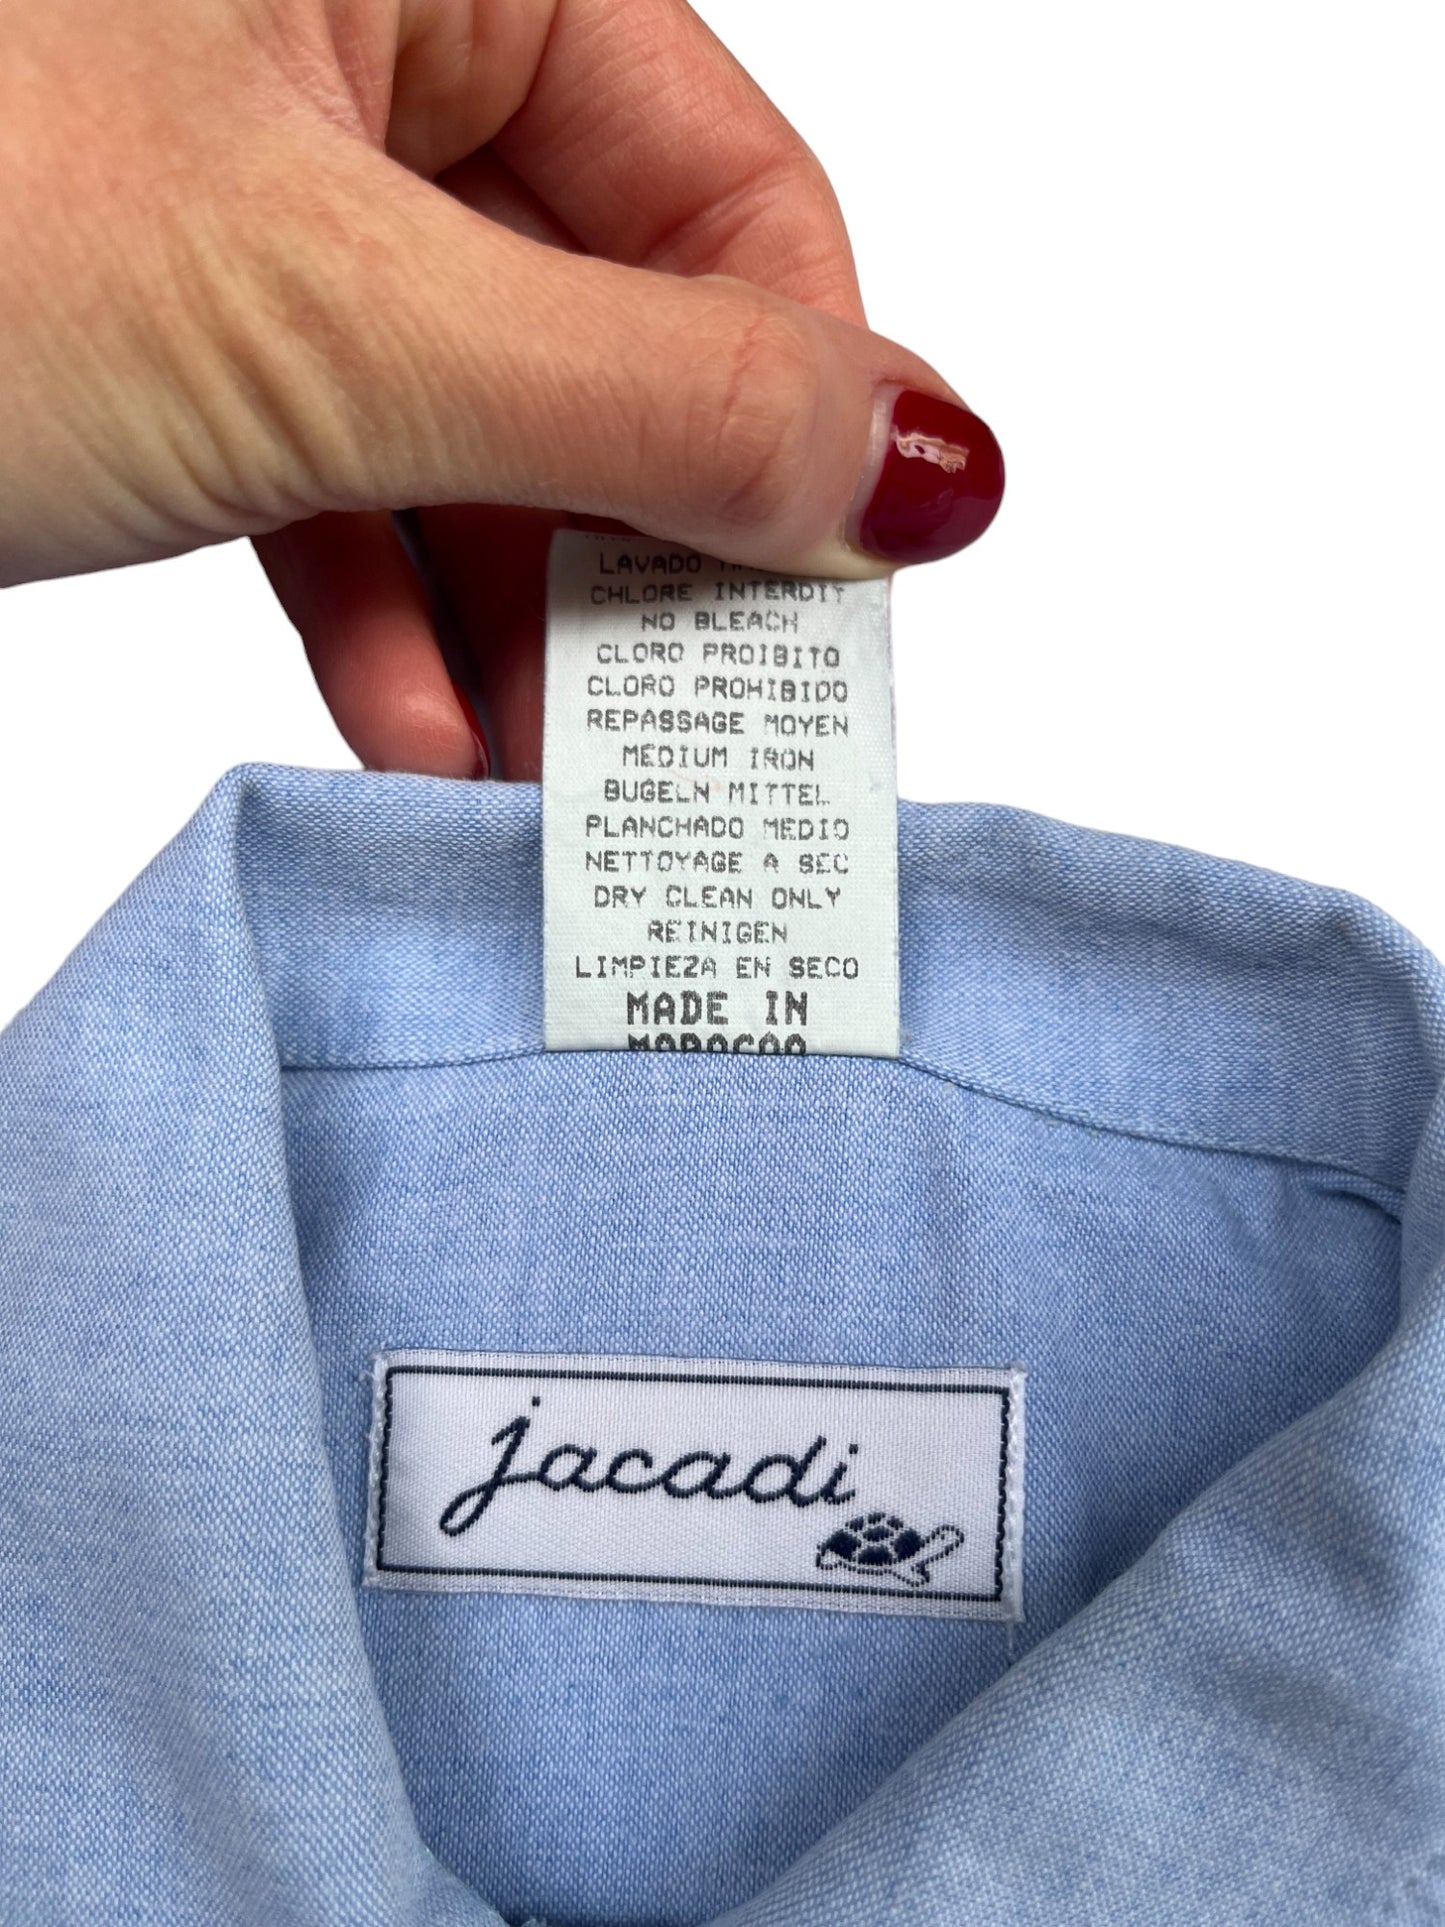 LAVADO
CHLORE INTERDIT
NO BLEACH
CLORO PROIBITO
CLORO PROHIBIDO
REPASSAGE MOYEN
MEDIUM IRON
BUGELN MITTEL
PLANCHADO MEDIO
NETTOYAGE A SEC
DRY CLEAN ONLY
REINIGEN
LIMPIEZA EN SECO
MADE IN
jacadi